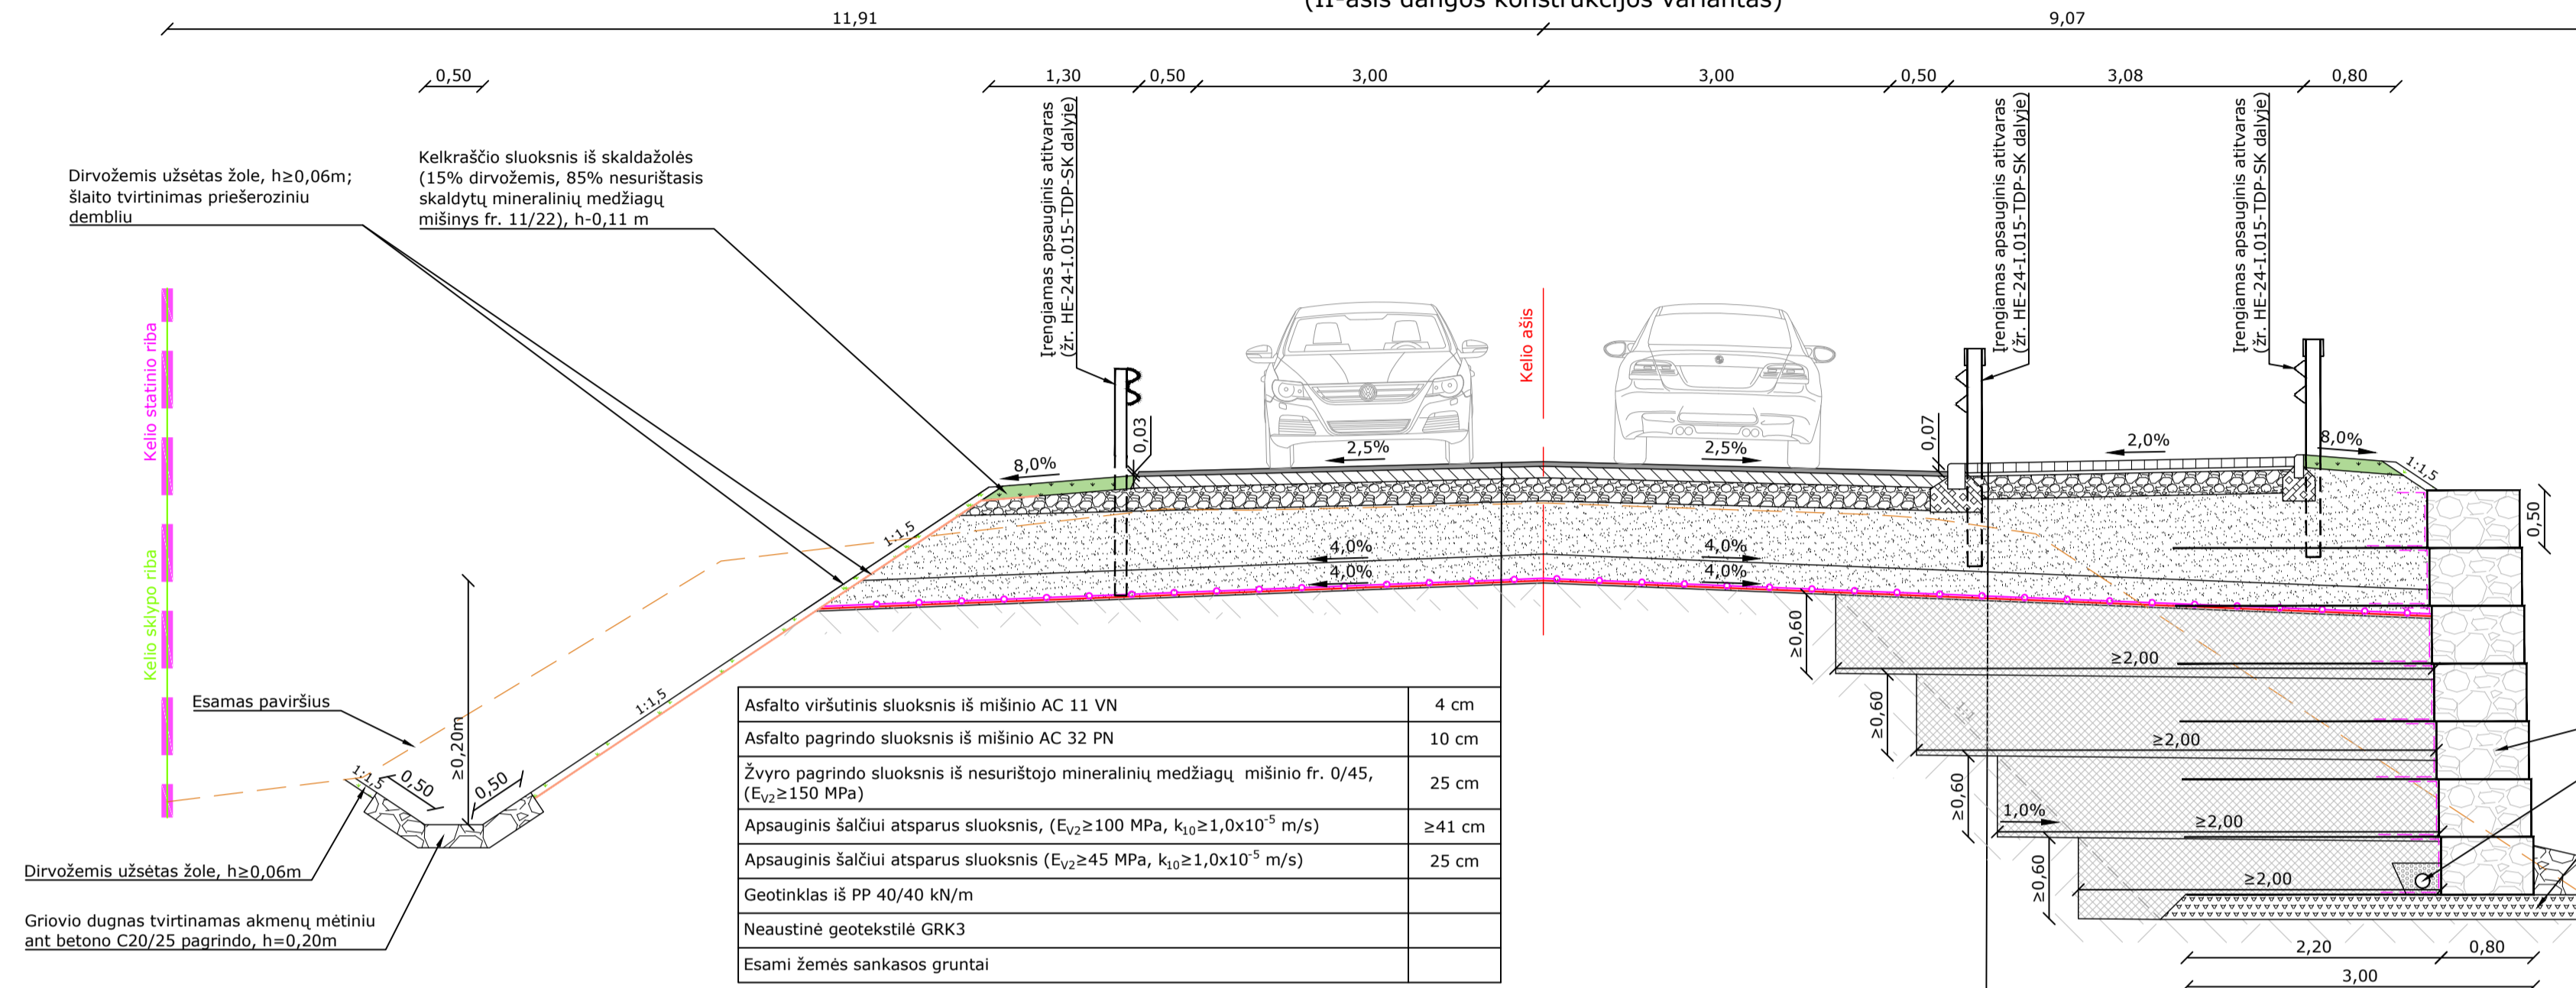 (II-asis dangos konstrukcijos variantas)
11,91
9,07
0,50
1,30
0,50
3,00
3,00
0,50
3,08
0,80
Dirvožemis užsėtas žole, h≥0,06m;
šlaito tvirtinimas priešeroziniu
dembliu
Kelkraščio sluoksnis iš skaldažolės
(15% dirvožemis, 85% nesurištasis
skaldytų mineralinių medžiagų
mišinys fr. 11/22), h-0,11 m
Įrengiamas apsauginis atitvaras
(žr. HE-24-I.015-TDP-SK dalyje)
Įrengiamas apsauginis atitvaras
(žr. HE-24-I.015-TDP-SK dalyje)
Įrengiamas apsauginis atitvaras
(žr. HE-24-I.015-TDP-SK dalyje)
Kelio ašis
Kelio statinio riba
Kelio sklypo riba
0,03
0,07
8,0%
2,5%
2,5%
2,0%
8,0%
1:1,5
1:1,5
0,50
4,0%
4,0%
4,0%
4,0%
1:1,5
Esamas paviršius
≥0,20m
1:1,5
0,50
0,50
≥0,60
≥2,00
≥0,60
1:1
≥2,00
≥0,60
1,0%
≥2,00
≥0,60
≥2,00
Asfalto viršutinis sluoksnis iš mišinio AC 11 VN 4 cm
Asfalto pagrindo sluoksnis iš mišinio AC 32 PN 10 cm
Žvyro pagrindo sluoksnis iš nesurištojo mineralinių medžiagų mišinio fr. 0/45,
(EV2≥150 MPa) 25 cm
Apsauginis šalčiui atsparus sluoksnis, (EV2≥100 MPa, k10≥1,0x10-5 m/s) ≥41 cm
Apsauginis šalčiui atsparus sluoksnis (EV2≥45 MPa, k10≥1,0x10-5 m/s) 25 cm
Geotinklas iš PP 40/40 kN/m
Neaustinė geotekstilė GRK3
Esami žemės sankasos gruntai
Dirvožemis užsėtas žole, h≥0,06m
Griovio dugnas tvirtinamas akmenų mėtiniu
ant betono C20/25 pagrindo, h=0,20m
2,20
0,80
3,00